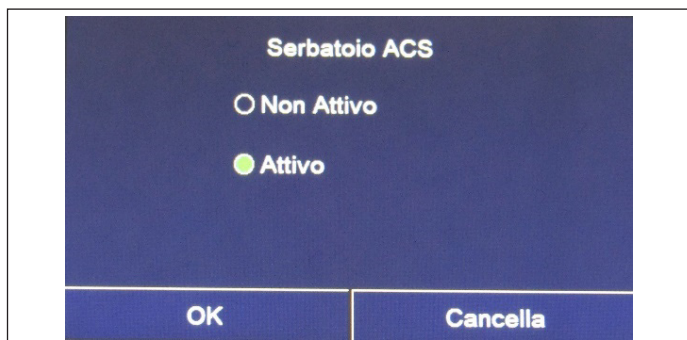 Serbatoio ACS
Non Attivo
Attivo
OK
Cancella